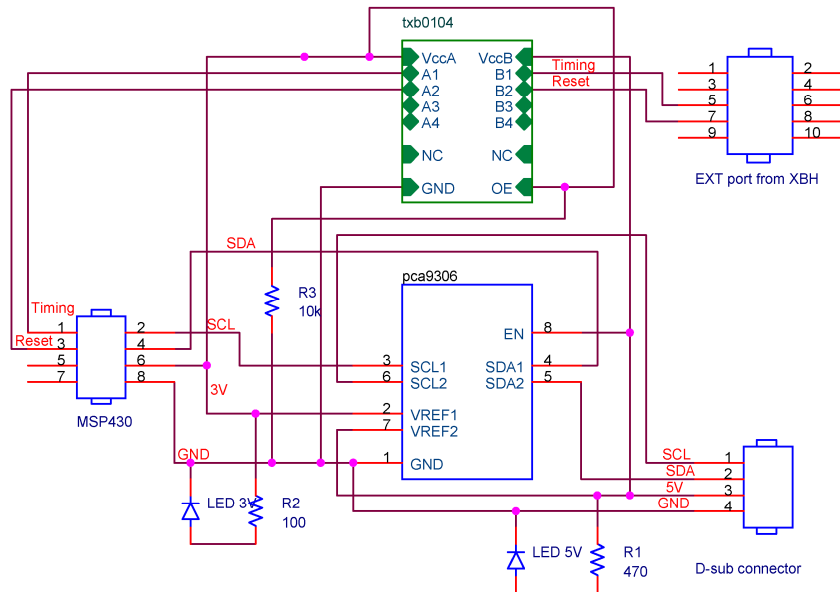 txb0104
VccA VccB
A1 B1 Timing
A2 B2 Reset
A3 B3
A4 B4
NC NC
GND OE
1 2
3 4
5 6
7 8
9 10
EXT port from XBH
SDA
R3
10k
pca9306
Timing
1 2 SCL
Reset 3 4
5 6
7 8
3V
MSP430
GND
EN 8
3 SCL1 SDA1 4
6 SCL2 SDA2 5
2 VREF1
7 VREF2
1 GND
SCL 1
SDA 2
5V 3
GND 4
LED 3V
R2
100
LED 5V
R1
470
D-sub connector